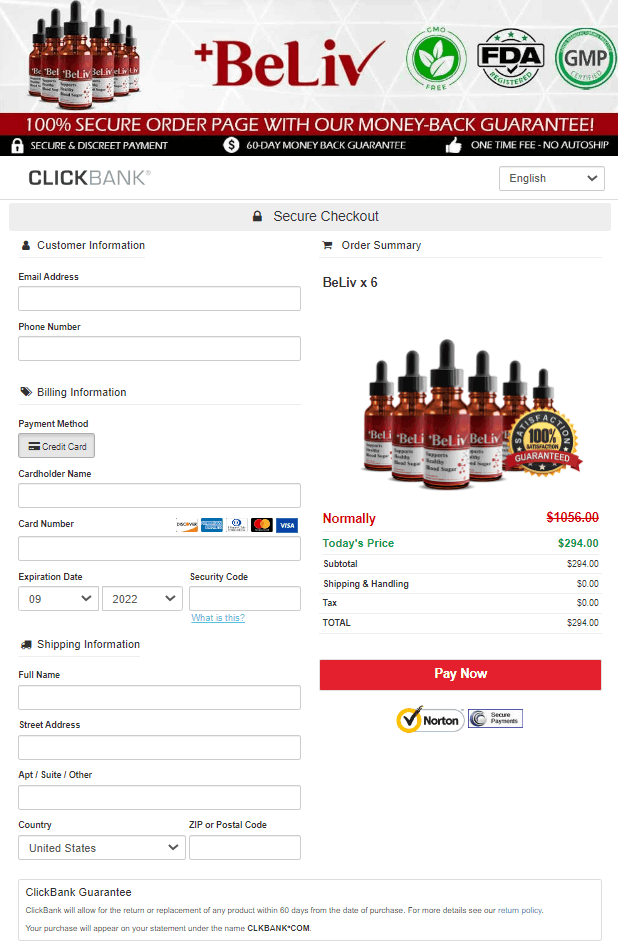 +BeLiv
GMO
FREE
FDA
REGISTERED
GMP
CERTIFIED
100% SECURE ORDER PAGE WITH OUR MONEY-BACK GUARANTEE!
SECURE & DISCREET PAYMENT
60-DAY MONEY BACK GUARANTEE
ONE TIME FEE - NO AUTOSHIP
CLICKBANK®
English
Secure Checkout
Customer Information
Order Summary
Email Address
BeLiv x 6
Phone Number
Billing Information
Payment Method
Credit Card
Cardholder Name
+BeLiv
Supports
Healthy
Blood Sugar
SATISFACTION
100%
SATISFACTION
GUARANTEED
Card Number
DISCOVER
VISA
Normally
$1056.00
Today's Price
$294.00
Expiration Date
Security Code
Subtotal
$294.00
09
2022
Shipping & Handling
$0.00
Tax
$0.00
What is this?
TOTAL
$294.00
Shipping Information
Full Name
Pay Now
Street Address
Norton
Secure
Payments
Apt / Suite / Other
Country
ZIP or Postal Code
United States
ClickBank Guarantee
ClickBank will allow for the return or replacement of any product within 60 days from the date of purchase. For more details see our return policy.
Your purchase will appear on your statement under the name CLKBANK*COM.